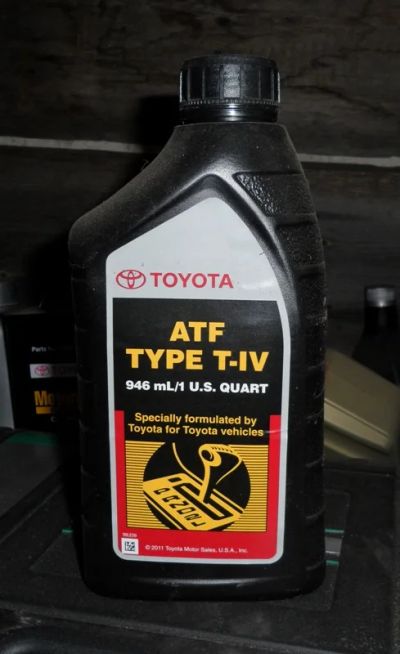 TOYOTA
ATF
TYPE T-IV
946 mL/1 U.S. QUART
Specially formulated by
Toyota for Toyota vehicles
© 2011 Toyota Motor Sales, U.S.A., Inc.
Parts